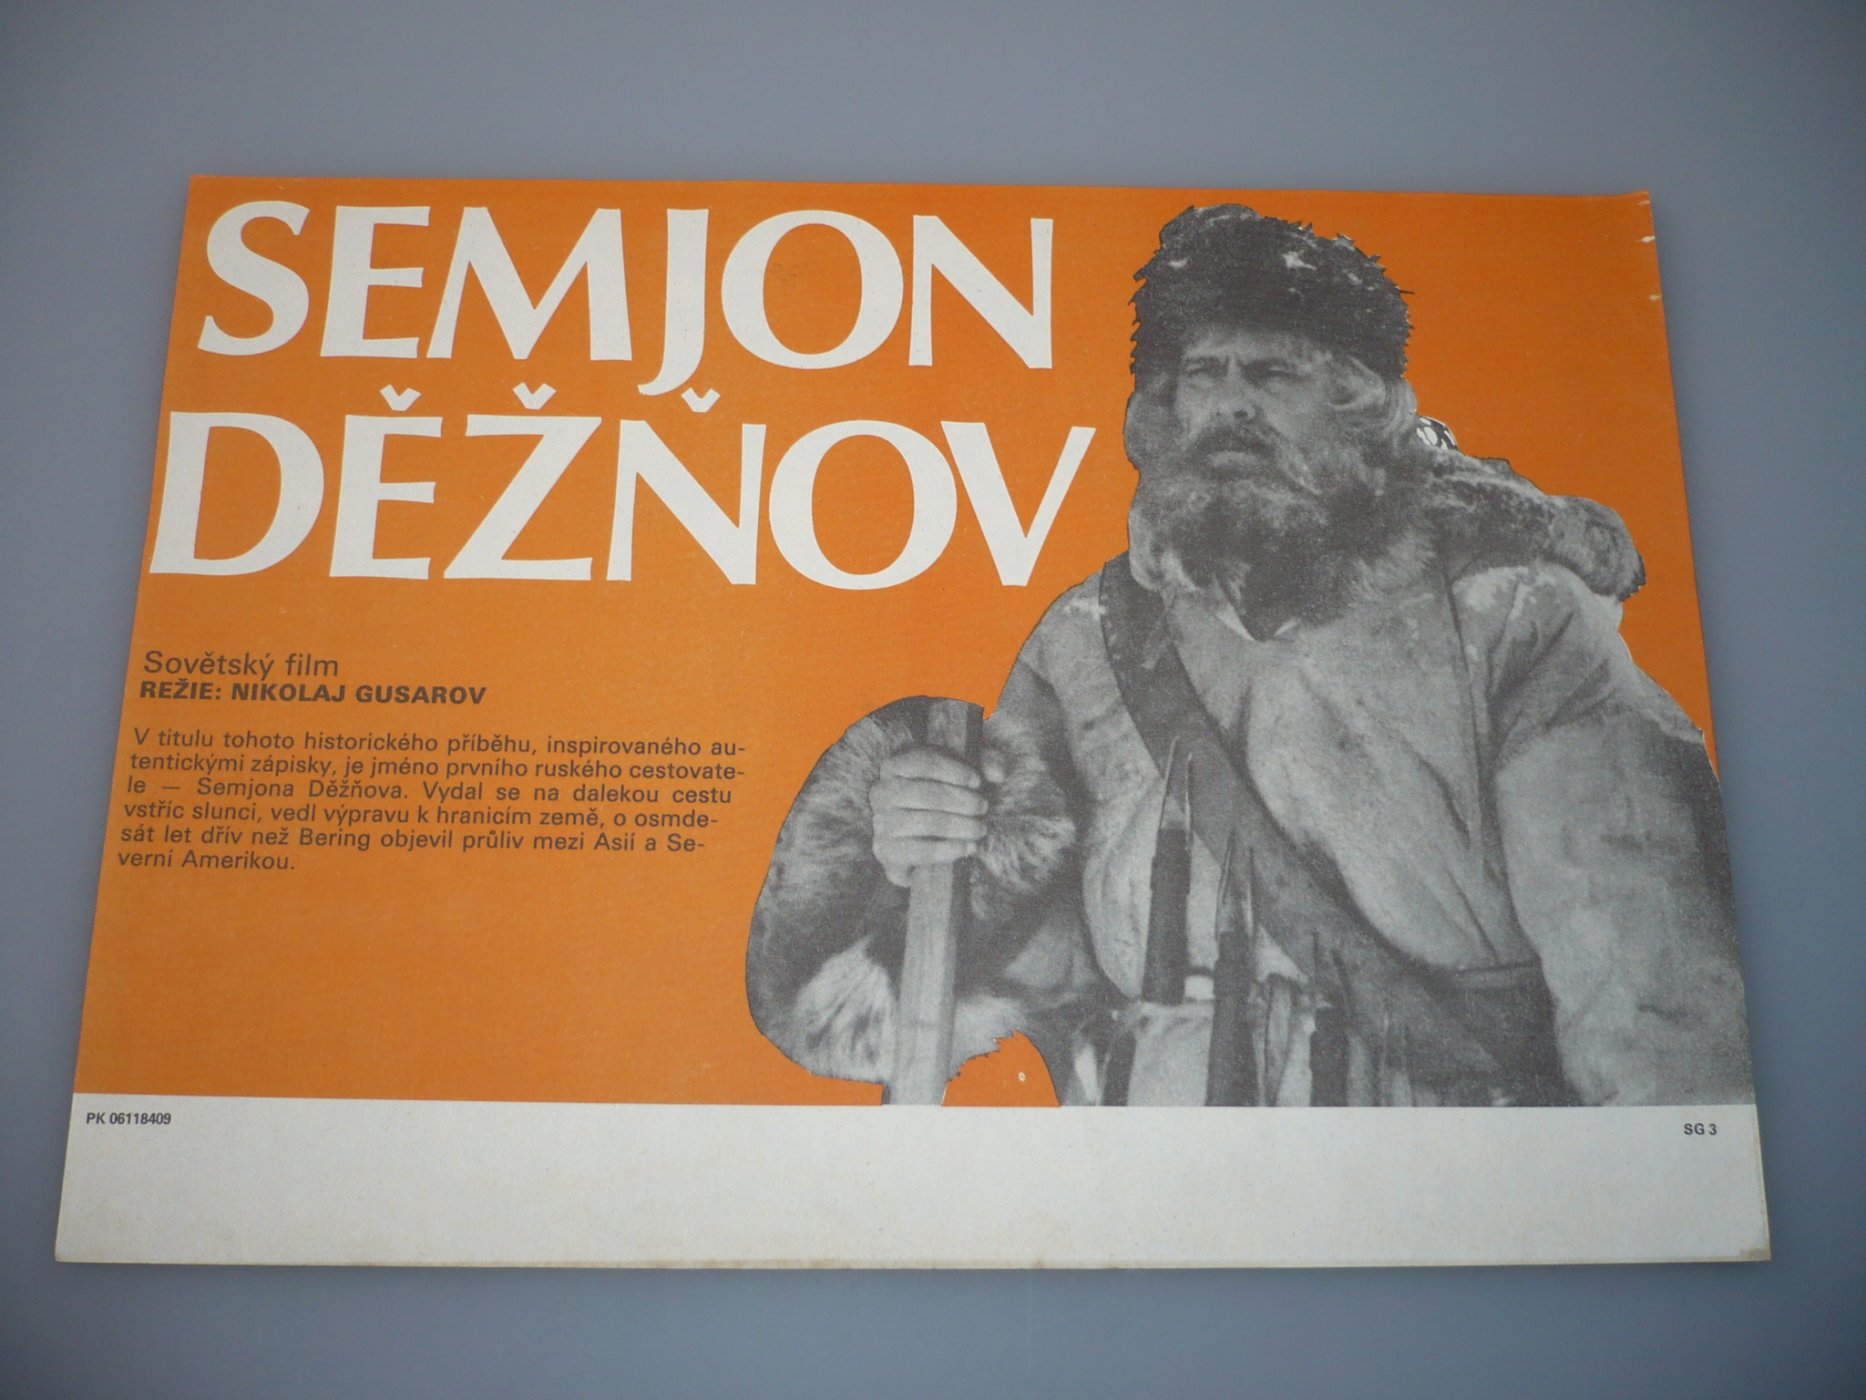 SEMJON
DĚŽŇOV
Sovětský film
REŽIE: NIKOLAJ GUSAROV
V titulu tohoto historického příběhu, inspirovaného au-
tentickými zápisky, je jméno prvního ruského cestovate-
le — Semjona Děžňova. Vydal se na dalekou cestu
vstříc slunci, vedl výpravu k hranicím země, o osmde-
sát let dřív než Bering objevil průliv mezi Asií a Se-
verní Amerikou.
PK 06118409
SG 3